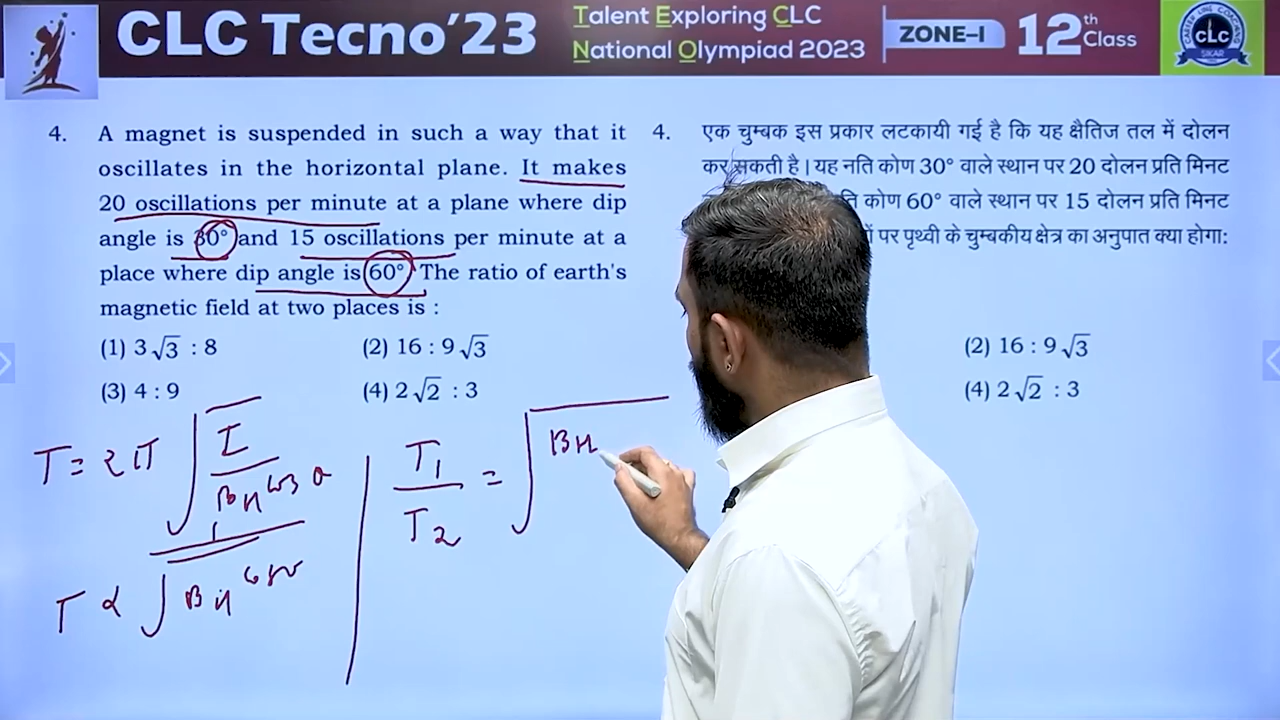 CLC Tecno'23
Talent Exploring CLC
National Olympiad 2023
ZONE-I
12th Class
CLC
SIKAR
4. A magnet is suspended in such a way that it
oscillates in the horizontal plane. It makes
20 oscillations per minute at a plane where dip
angle is 30° and 15 oscillations per minute at a
place where dip angle is 60°. The ratio of earth's
magnetic field at two places is :
(1) 3√3 : 8 (2) 16 : 9√3
(3) 4 : 9 (4) 2√2 : 3
4. एक चुम्बक इस प्रकार लटकायी गई है कि यह क्षैतिज तल में दोलन
कर सकती है। यह नति कोण 30° वाले स्थान पर 20 दोलन प्रति मिनट
कोण 60° वाले स्थान पर 15 दोलन प्रति मिनट
पर पृथ्वी के चुम्बकीय क्षेत्र का अनुपात क्या होगा:
(2) 16 : 9√3
(4) 2√2 : 3
T = 2π √ I / BH cos θ
T ∝ 1 / √ BH cos
T1 / T2 = √ BH